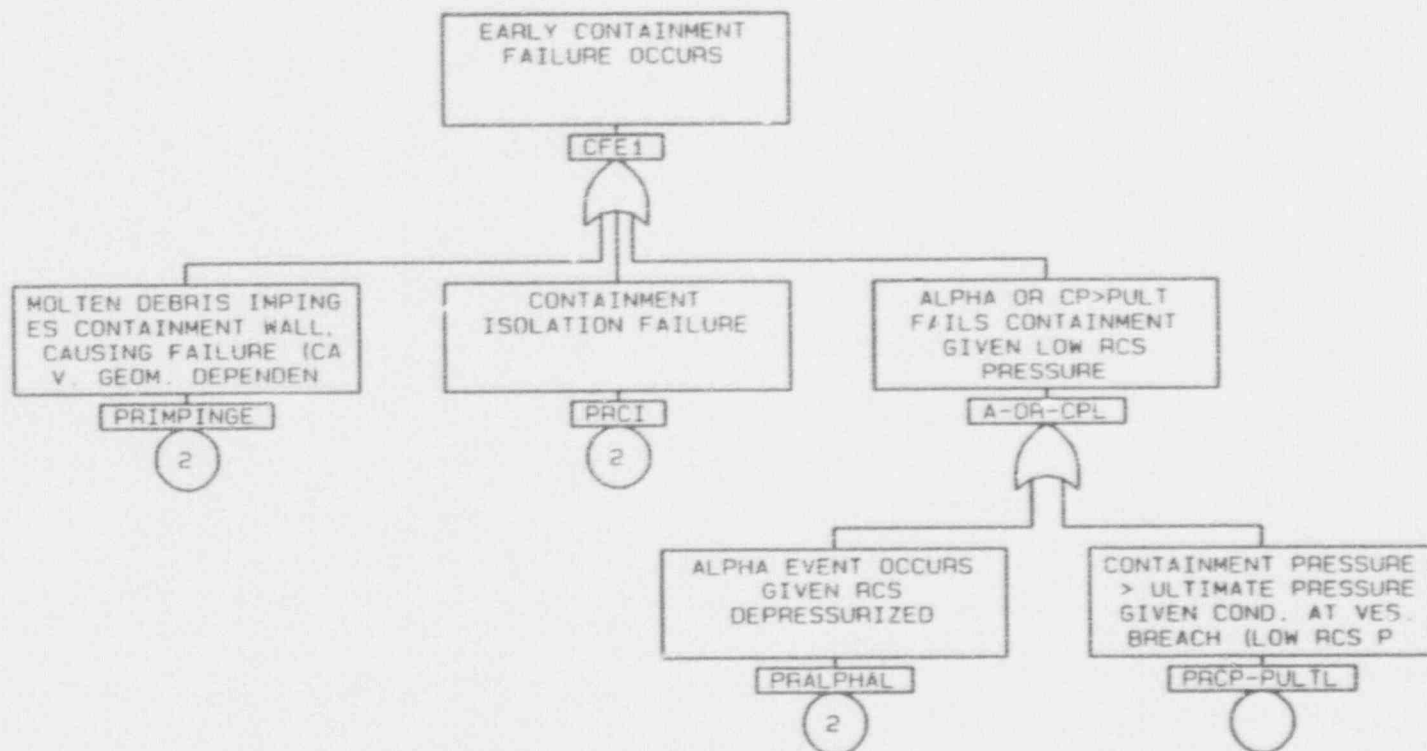 EARLY CONTAINMENT
FAILURE OCCURS
CFE1
MOLTEN DEBRIS IMPING
ES CONTAINMENT WALL,
CAUSING FAILURE (CA
V. GEOM. DEPENDEN
PRIMPINGE
2
CONTAINMENT
ISOLATION FAILURE
PRCI
2
ALPHA OR CP>PULT
FAILS CONTAINMENT
GIVEN LOW RCS
PRESSURE
A-OR-CPL
ALPHA EVENT OCCURS
GIVEN RCS
DEPRESSURIZED
PRALPHAL
2
CONTAINMENT PRESSURE
> ULTIMATE PRESSURE
GIVEN COND. AT VES.
BREACH (LOW RCS P
PRCP-PULTL